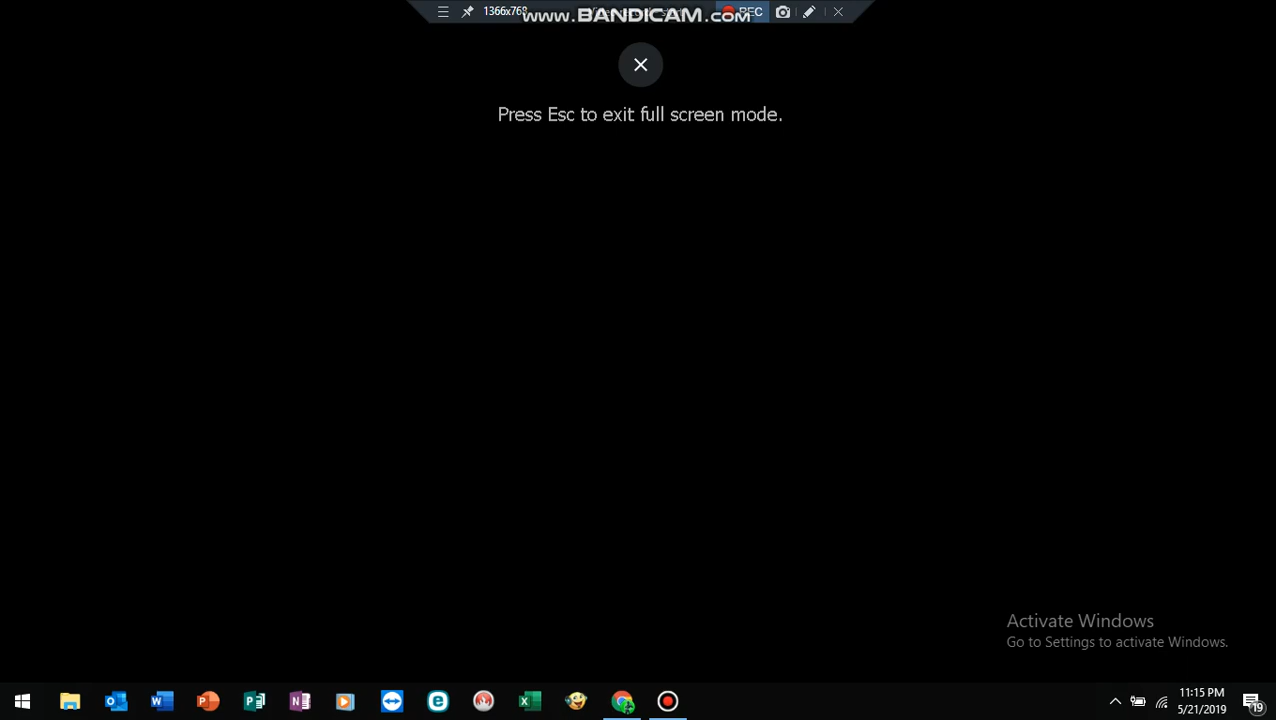 1366x768
www.BANDICAM.com
REC
Press Esc to exit full screen mode.
Activate Windows
Go to Settings to activate Windows.
11:15 PM
5/21/2019
19